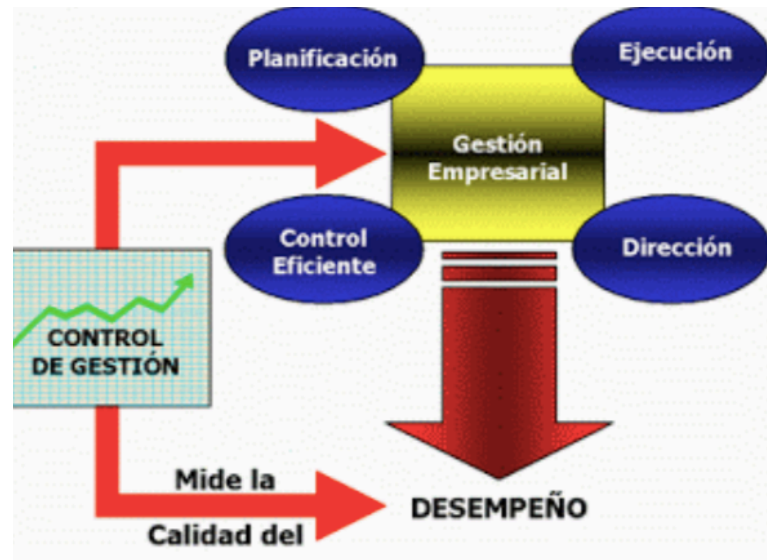 Planificación
Ejecución
Gestión
Empresarial
Control
Eficiente
Dirección
CONTROL
DE GESTIÓN
Mide la
Calidad del
DESEMPEÑO